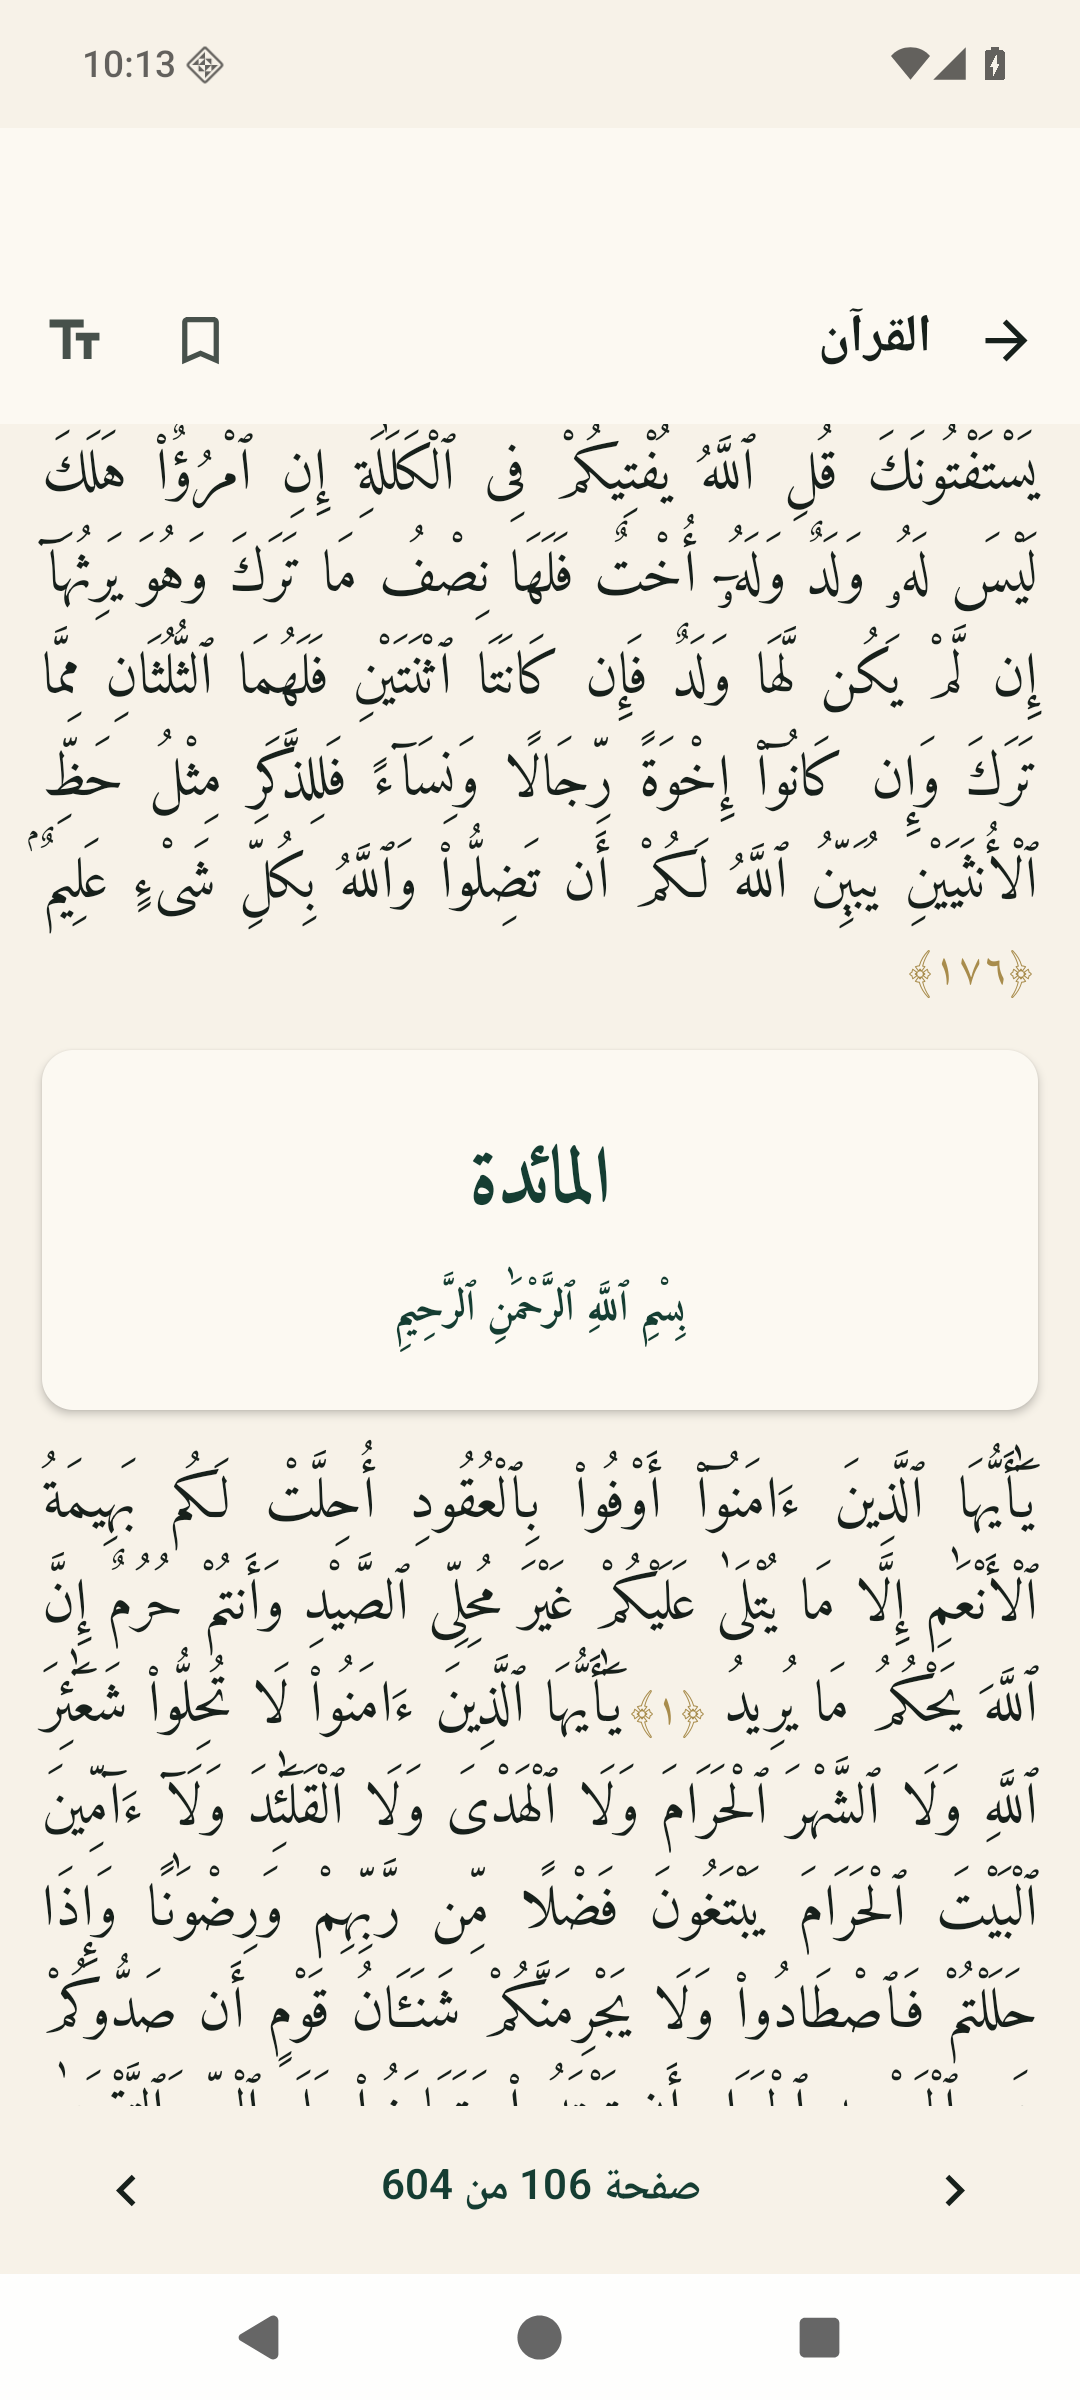 10:13
القرآن
يَسْتَفْتُونَكَ قُلِ ٱللَّهُ يُفْتِيكُمْ فِى ٱلْكَلَٰلَةِ إِنِ ٱمْرُؤٌا۟ هَلَكَ
لَيْسَ لَهُۥ وَلَدٌ وَلَهُۥٓ أُخْتٌ فَلَهَا نِصْفُ مَا تَرَكَ وَهُوَ يَرِثُهَآ
إِن لَّمْ يَكُن لَّهَا وَلَدٌ فَإِن كَانَتَا ٱثْنَتَيْنِ فَلَهُمَا ٱلثُّلُثَانِ مِمَّا
تَرَكَ وَإِن كَانُوٓا۟ إِخْوَةً رِّجَالًا وَنِسَآءً فَلِلذَّكَرِ مِثْلُ حَظِّ
ٱلْأُنثَيَيْنِ يُبَيِّنُ ٱللَّهُ لَكُمْ أَن تَضِلُّوا۟ وَٱللَّهُ بِكُلِّ شَىْءٍ عَلِيمٌۢ
﴿١٧٦﴾
المائدة
بِسْمِ ٱللَّهِ ٱلرَّحْمَٰنِ ٱلرَّحِيمِ
يَٰٓأَيُّهَا ٱلَّذِينَ ءَامَنُوٓا۟ أَوْفُوا۟ بِٱلْعُقُودِ أُحِلَّتْ لَكُم بَهِيمَةُ
ٱلْأَنْعَٰمِ إِلَّا مَا يُتْلَىٰ عَلَيْكُمْ غَيْرَ مُحِلِّى ٱلصَّيْدِ وَأَنتُمْ حُرُمٌ إِنَّ
ٱللَّهَ يَحْكُمُ مَا يُرِيدُ ﴿١﴾ يَٰٓأَيُّهَا ٱلَّذِينَ ءَامَنُوا۟ لَا تُحِلُّوا۟ شَعَٰٓئِرَ
ٱللَّهِ وَلَا ٱلشَّهْرَ ٱلْحَرَامَ وَلَا ٱلْهَدْىَ وَلَا ٱلْقَلَٰٓئِدَ وَلَآ ءَآمِّينَ
ٱلْبَيْتَ ٱلْحَرَامَ يَبْتَغُونَ فَضْلًا مِّن رَّبِّهِمْ وَرِضْوَٰنًا وَإِذَا
حَلَلْتُمْ فَٱصْطَادُوا۟ وَلَا يَجْرِمَنَّكُمْ شَنَـَٔانُ قَوْمٍ أَن صَدُّوكُمْ
صفحة 106 من 604